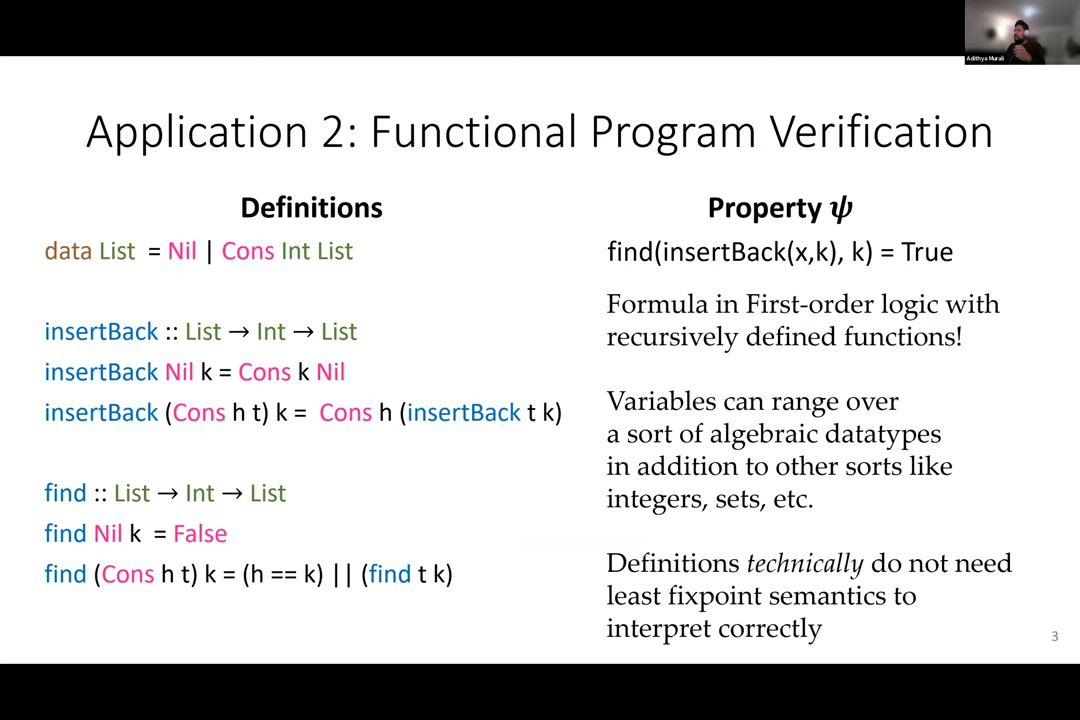 Adithya Murali
Application 2: Functional Program Verification
Definitions
data List = Nil | Cons Int List
insertBack :: List → Int → List
insertBack Nil k = Cons k Nil
insertBack (Cons h t) k = Cons h (insertBack t k)
find :: List → Int → List
find Nil k = False
find (Cons h t) k = (h == k) || (find t k)
Property ψ
find(insertBack(x,k), k) = True
Formula in First-order logic with
recursively defined functions!
Variables can range over
a sort of algebraic datatypes
in addition to other sorts like
integers, sets, etc.
Definitions technically do not need
least fixpoint semantics to
interpret correctly
3